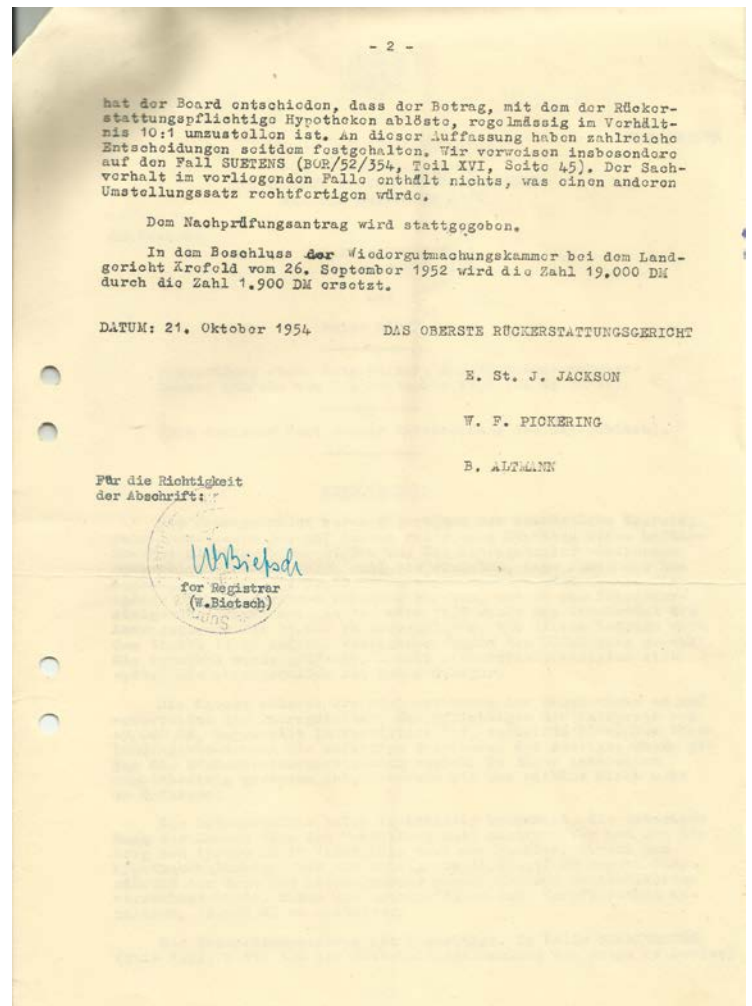 - 2 -
hat der Board entschieden, dass der Betrag, mit dem der Rücker-
stattungspflichtige Hypotheken ablöste, regelmässig im Verhält-
nis 10:1 umzustellen ist. An dieser Auffassung haben zahlreiche
Entscheidungen seitdem festgehalten. Wir verweisen insbesondere
auf den Fall SUETENS (BOR/52/354, Teil XVI, Seite 45). Der Sach-
verhalt im vorliegenden Falle enthält nichts, was einen anderen
Umstellungssatz rechtfertigen würde.
Dem Nachprüfungsantrag wird stattgegeben.
In dem Beschluss der Wiedergutmachungskammer bei dem Land-
gericht Krefeld vom 26. September 1952 wird die Zahl 19.000 DM
durch die Zahl 1.900 DM ersetzt.
DATUM: 21. Oktober 1954 DAS OBERSTE RÜCKERSTATTUNGSGERICHT
E. St. J. JACKSON
W. F. PICKERING
B. ALTMANN
Für die Richtigkeit
der Abschrift:
WBietsch
for Registrar
(W.Bietsch)